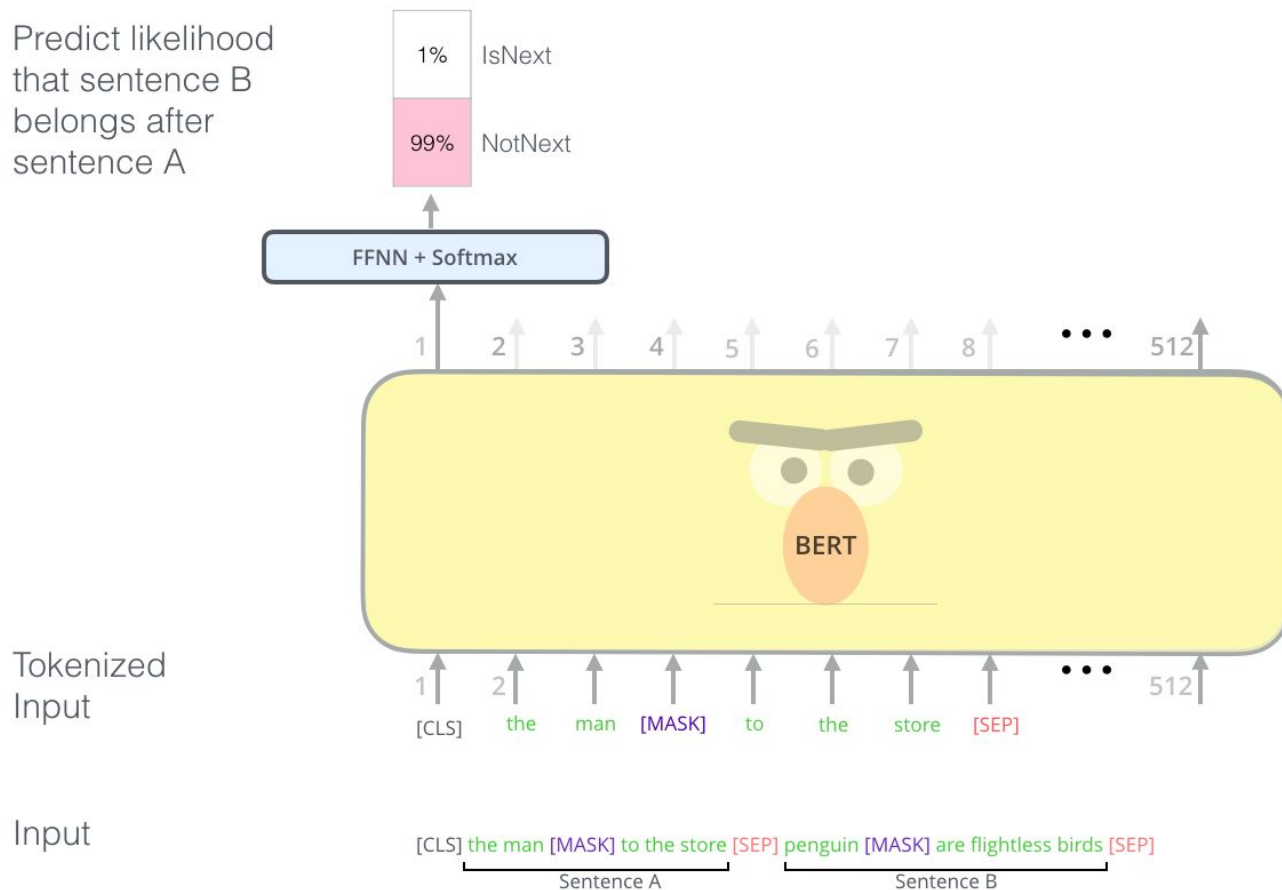 Predict likelihood
that sentence B
belongs after
sentence A
1% IsNext
99% NotNext
FFNN + Softmax
1 2 3 4 5 6 7 8 ••• 512
BERT
Tokenized
Input
1 2 ••• 512
[CLS] the man [MASK] to the store [SEP]
Input
[CLS] the man [MASK] to the store [SEP] penguin [MASK] are flightless birds [SEP]
Sentence A Sentence B